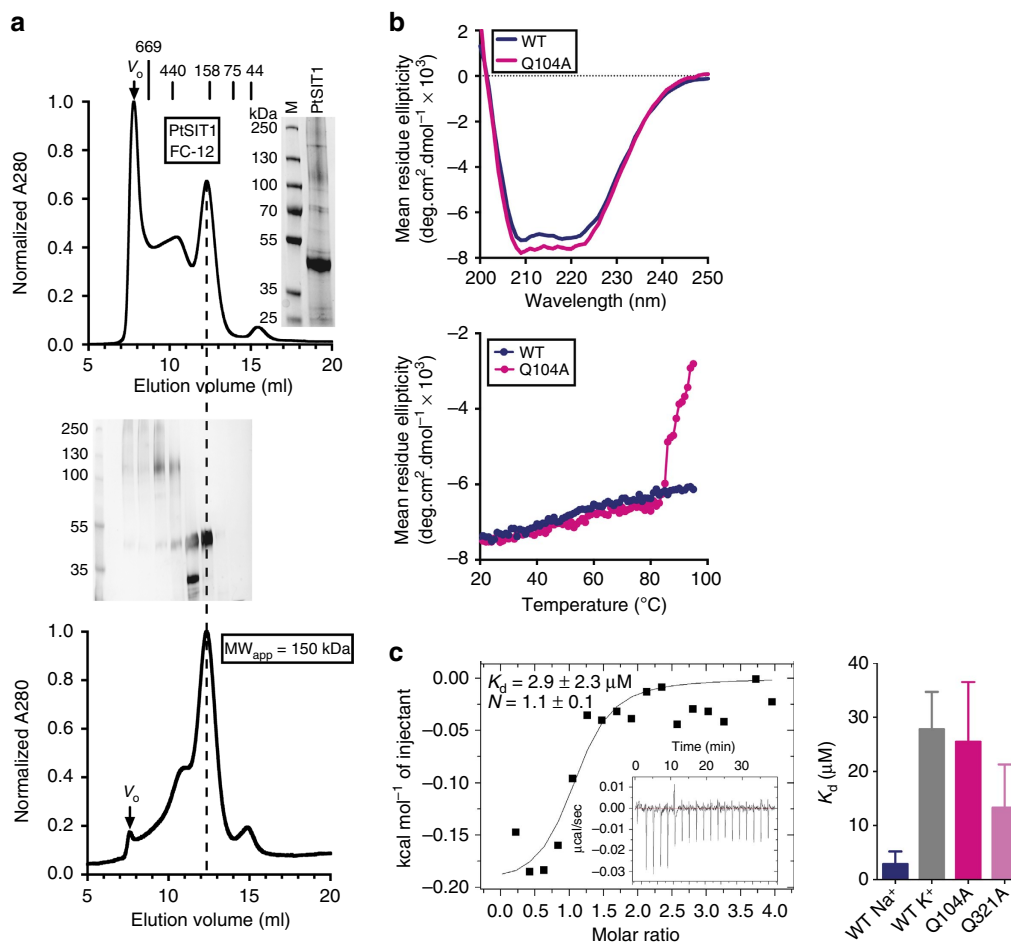 a
669
Vo
440
158
75
44
PtSIT1
FC-12
kDa
M
PtSIT1
250
130
100
70
55
35
25
Normalized A280
1.0
0.8
0.6
0.4
0.2
0.0
5
10
15
20
Elution volume (ml)
250
130
100
55
35
Normalized A280
1.0
0.8
0.6
0.4
0.2
0.0
Vo
MWapp = 150 kDa
5
10
15
20
Elution volume (ml)
b
WT
Q104A
Mean residue ellipticity
(deg.cm².dmol⁻¹ × 10³)
2
0
−2
−4
−6
−8
200
210
220
230
240
250
Wavelength (nm)
WT
Q104A
Mean residue ellipticity
(deg.cm².dmol⁻¹ × 10³)
−2
−4
−6
−8
20
40
60
80
100
Temperature (°C)
c
Kd = 2.9 ± 2.3 µM
N = 1.1 ± 0.1
kcal mol⁻¹ of injectant
0.00
−0.05
−0.10
−0.15
−0.20
0.0
0.5
1.0
1.5
2.0
2.5
3.0
3.5
4.0
Molar ratio
Time (min)
0
10
20
30
µcal/sec
0.01
0.00
−0.01
−0.02
−0.03
Kd (µM)
40
30
20
10
0
WT Na⁺
WT K⁺
Q104A
Q321A